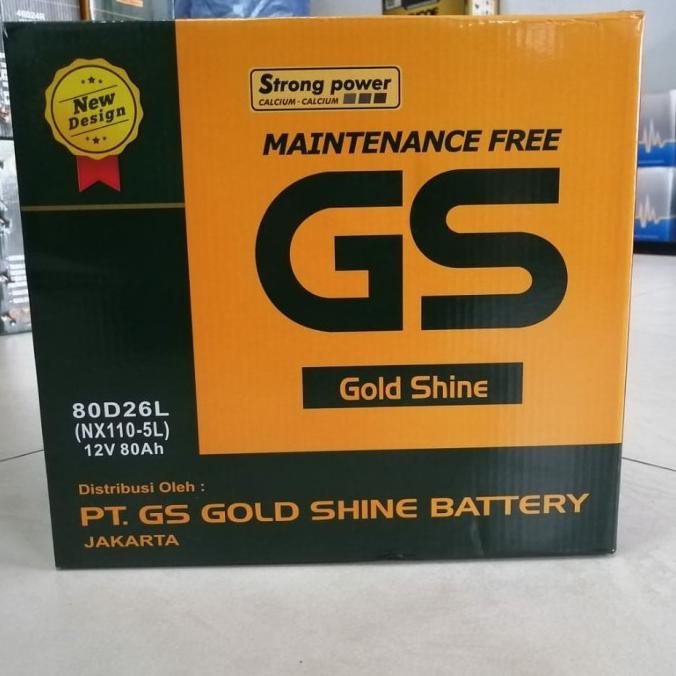 New
Design
Strong power
CALCIUM - CALCIUM
MAINTENANCE FREE
GS
Gold Shine
80D26L
(NX110-5L)
12V 80Ah
Distribusi Oleh :
PT. GS GOLD SHINE BATTERY
JAKARTA